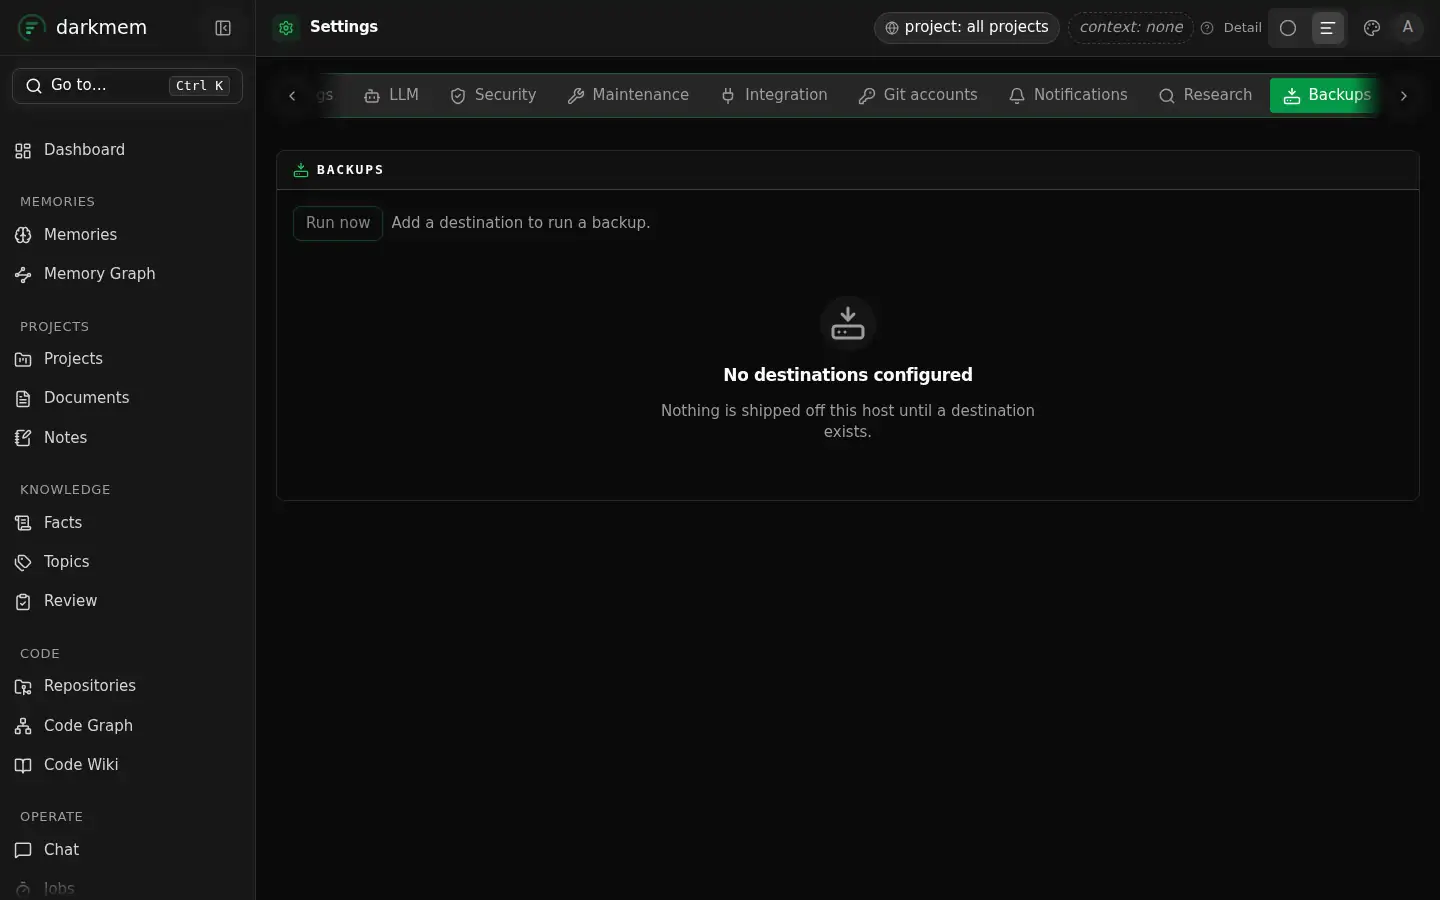 darkmem
Settings
project: all projects
context: none
Detail
A
Go to...
Ctrl K
gs
LLM
Security
Maintenance
Integration
Git accounts
Notifications
Research
Backups
Dashboard
MEMORIES
Memories
Memory Graph
PROJECTS
Projects
Documents
Notes
KNOWLEDGE
Facts
Topics
Review
CODE
Repositories
Code Graph
Code Wiki
OPERATE
Chat
Jobs
BACKUPS
Run now
Add a destination to run a backup.
No destinations configured
Nothing is shipped off this host until a destination
exists.